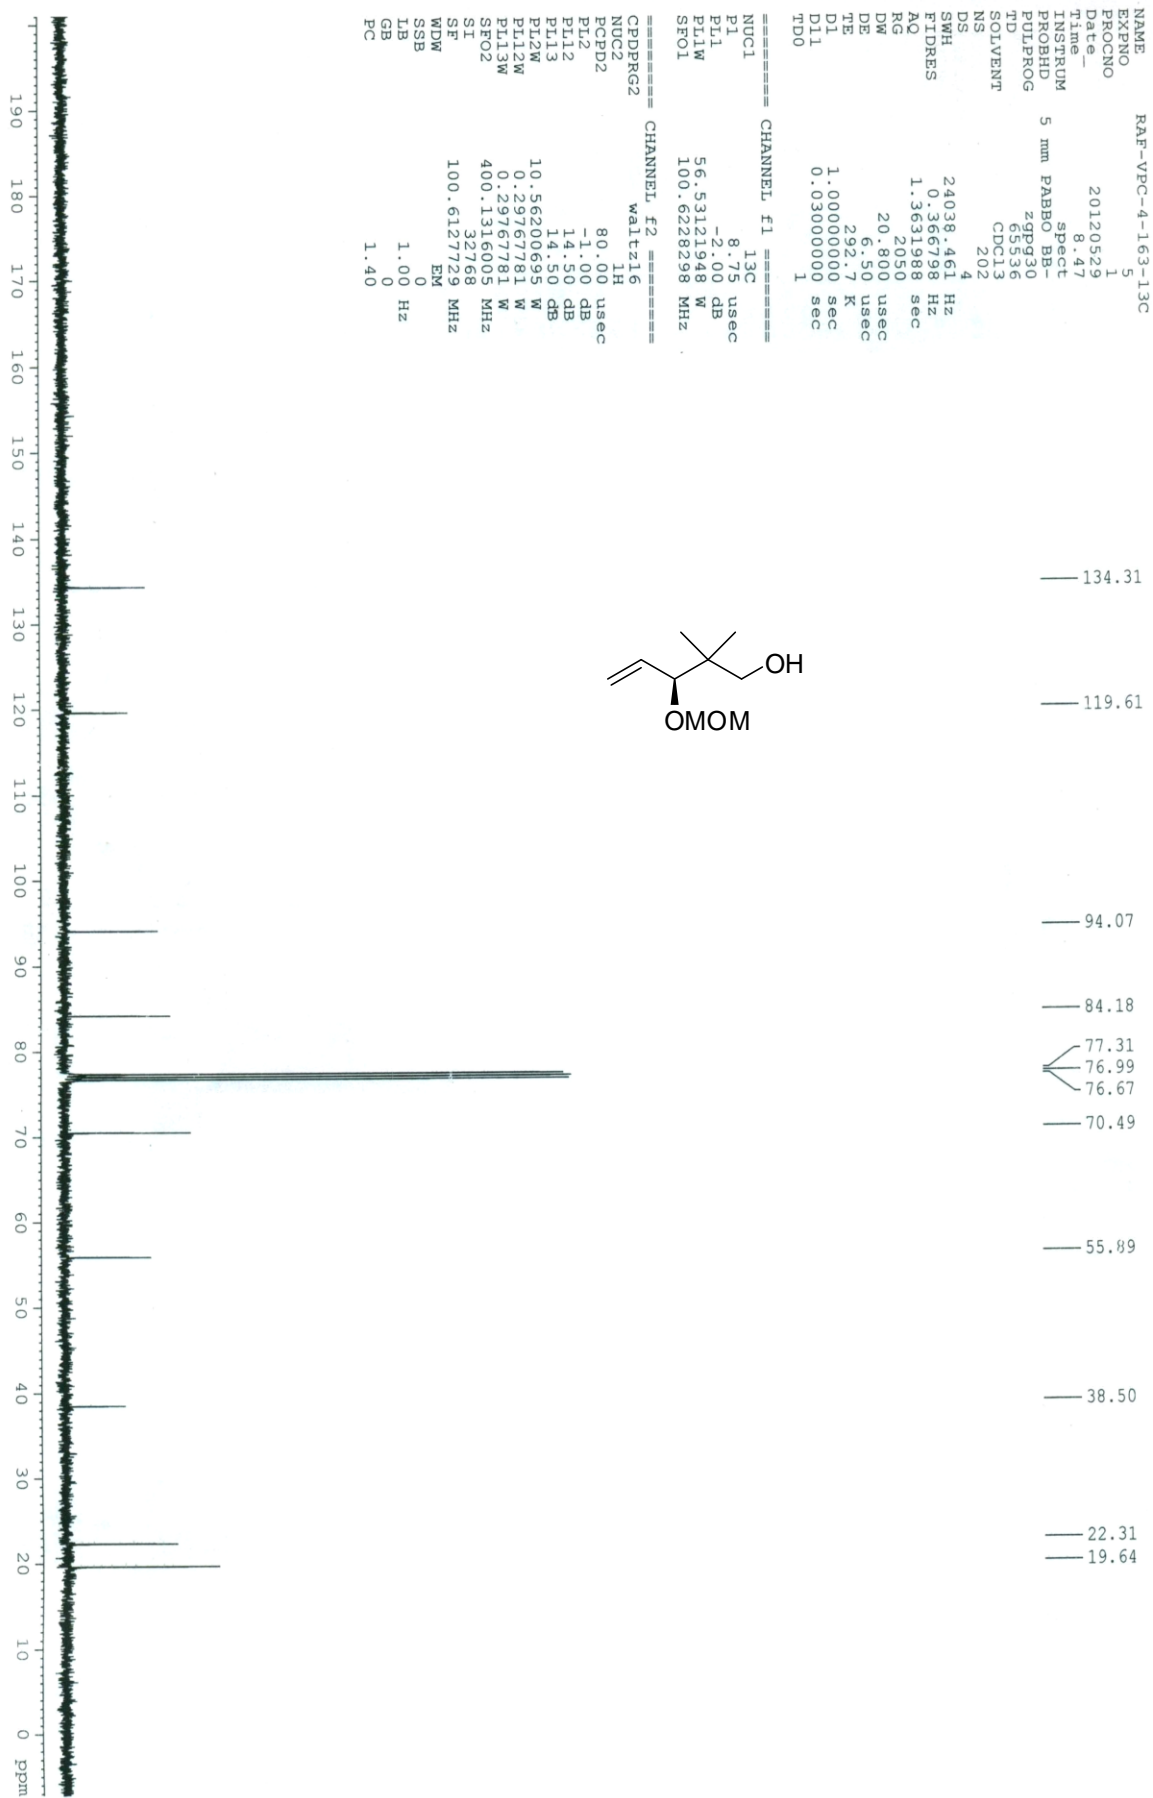 NAME RAF-VPC-4-163-13C
EXPNO 5
PROCNO 1
Date_ 20120529
Time 8.47
INSTRUM spect
PROBHD 5 mm PABBO BB-
PULPROG zgpg30
TD 65536
SOLVENT CDCl3
NS 202
DS 4
SWH 24038.461 Hz
FIDRES 0.366798 Hz
AQ 1.3631988 sec
RG 2050
DW 20.800 usec
DE 6.50 usec
TE 292.7 K
D1 1.00000000 sec
D11 0.03000000 sec
TD0 1
======== CHANNEL f1 ========
NUC1 13C
P1 8.75 usec
PL1 -2.00 dB
PL1W 56.53121948 W
SFO1 100.6228298 MHz
======== CHANNEL f2 ========
CPDPRG2 waltz16
NUC2 1H
PCPD2 80.00 usec
PL2 -1.00 dB
PL12 14.50 dB
PL13 14.50 dB
PL2W 10.56200695 W
PL12W 0.29767781 W
PL13W 0.29767781 W
SFO2 400.1316005 MHz
SI 32768
SF 100.6127729 MHz
WDW EM
SSB 0
LB 1.00 Hz
GB 0
PC 1.40
134.31
119.61
94.07
84.18
77.31
76.99
76.67
70.49
55.89
38.50
22.31
19.64
OH
OMOM
190 180 170 160 150 140 130 120 110 100 90 80 70 60 50 40 30 20 10 0 ppm